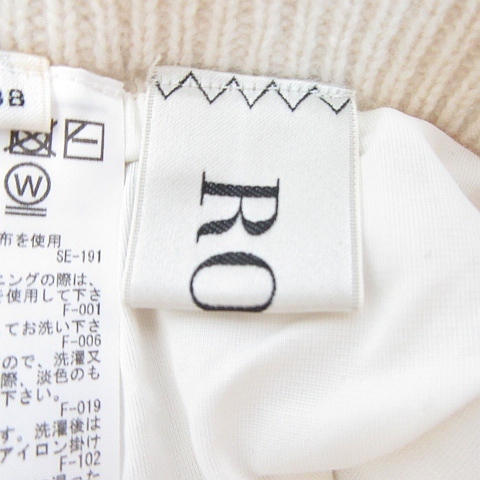 38
RO
W
布を使用
SE-191
ニングの際は、
を使用して下さ
F-001
てお洗い下さ
F-006
ので、洗濯又
際、淡色のも
下さい。
F-019
す。洗濯後は
アイロン掛け
F-102